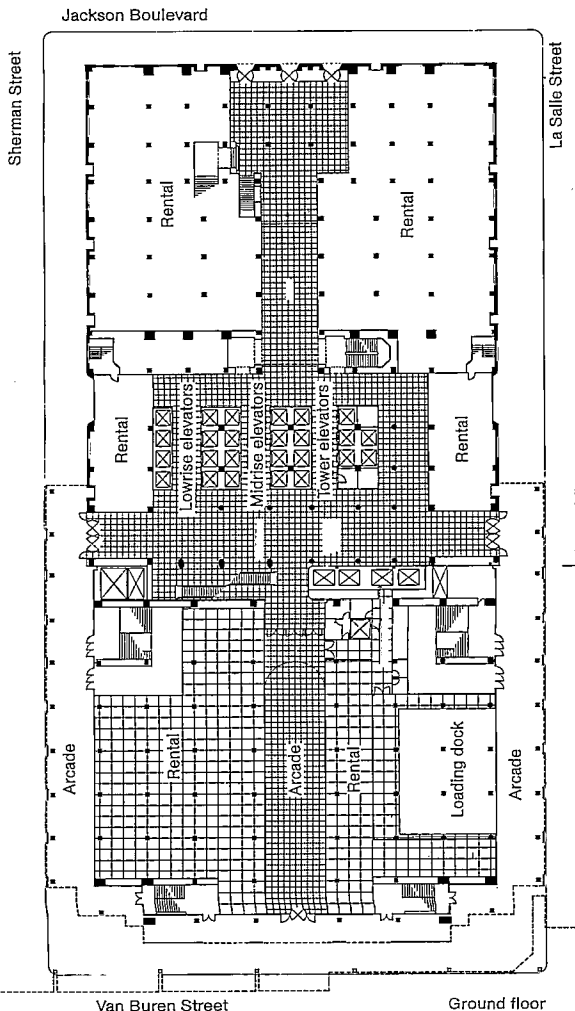 Jackson Boulevard
Sherman Street
La Salle Street
Rental
Rental
Rental
Lowrise elevators
Midrise elevators
Tower elevators
Rental
Arcade
Rental
Arcade
Rental
Loading dock
Arcade
Van Buren Street
Ground floor